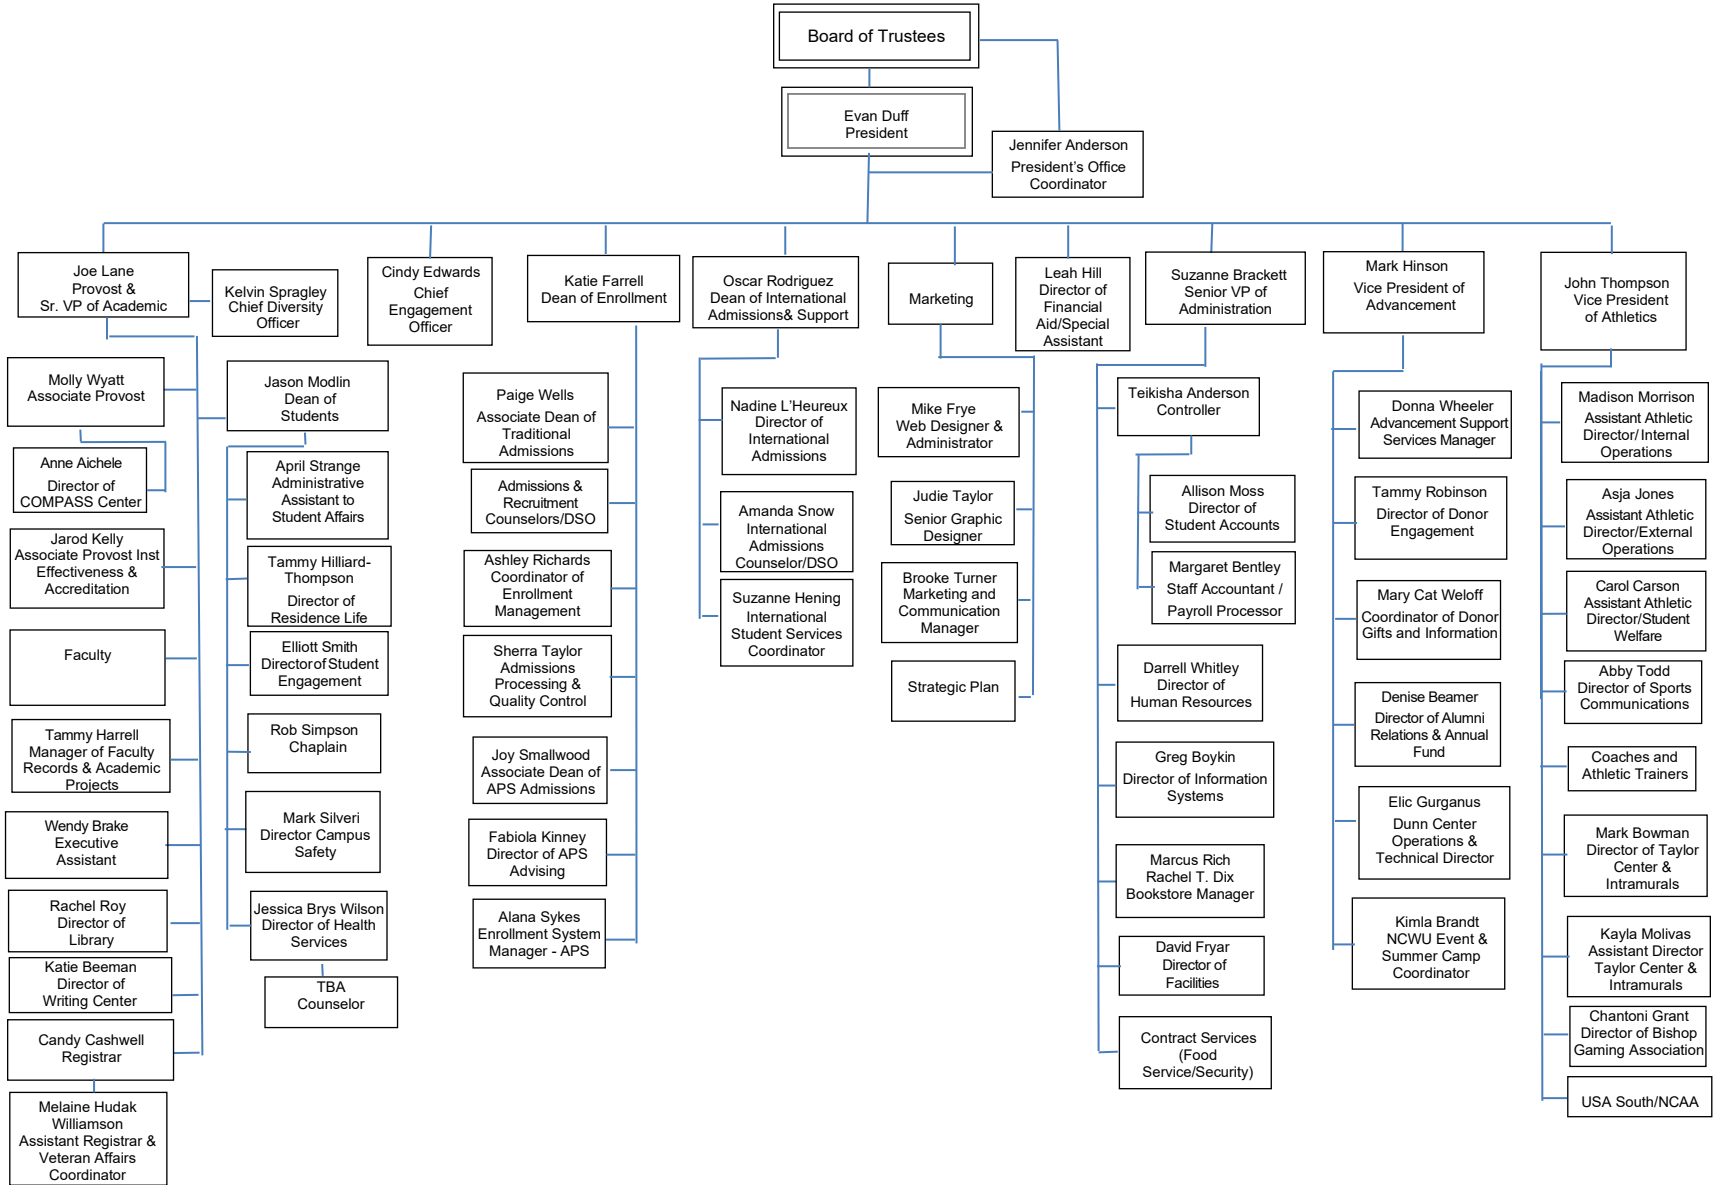 Board of Trustees
Evan Duff
President
Jennifer Anderson
President’s Office
Coordinator
Joe Lane
Provost &
Sr. VP of Academic
Kelvin Spragley
Chief Diversity
Officer
Cindy Edwards
Chief
Engagement
Officer
Katie Farrell
Dean of Enrollment
Oscar Rodriguez
Dean of International
Admissions& Support
Marketing
Leah Hill
Director of
Financial
Aid/Special
Assistant
Suzanne Brackett
Senior VP of
Administration
Mark Hinson
Vice President of
Advancement
John Thompson
Vice President
of Athletics
Molly Wyatt
Associate Provost
Anne Aichele
Director of
COMPASS Center
Jarod Kelly
Associate Provost Inst
Effectiveness &
Accreditation
Faculty
Tammy Harrell
Manager of Faculty
Records & Academic
Projects
Wendy Brake
Executive
Assistant
Rachel Roy
Director of
Library
Katie Beeman
Director of
Writing Center
Candy Cashwell
Registrar
Melaine Hudak
Williamson
Assistant Registrar &
Veteran Affairs
Coordinator
Jason Modlin
Dean of
Students
April Strange
Administrative
Assistant to
Student Affairs
Tammy Hilliard-
Thompson
Director of
Residence Life
Elliott Smith
Director of Student
Engagement
Rob Simpson
Chaplain
Mark Silveri
Director Campus
Safety
Jessica Brys Wilson
Director of Health
Services
TBA
Counselor
Paige Wells
Associate Dean of
Traditional
Admissions
Admissions &
Recruitment
Counselors/DSO
Ashley Richards
Coordinator of
Enrollment
Management
Sherra Taylor
Admissions
Processing &
Quality Control
Joy Smallwood
Associate Dean of
APS Admissions
Fabiola Kinney
Director of APS
Advising
Alana Sykes
Enrollment System
Manager - APS
Nadine L’Heureux
Director of
International
Admissions
Amanda Snow
International
Admissions
Counselor/DSO
Suzanne Hening
International
Student Services
Coordinator
Mike Frye
Web Designer &
Administrator
Judie Taylor
Senior Graphic
Designer
Brooke Turner
Marketing and
Communication
Manager
Strategic Plan
Teikisha Anderson
Controller
Allison Moss
Director of
Student Accounts
Margaret Bentley
Staff Accountant /
Payroll Processor
Darrell Whitley
Director of
Human Resources
Greg Boykin
Director of Information
Systems
Marcus Rich
Rachel T. Dix
Bookstore Manager
David Fryar
Director of
Facilities
Contract Services
(Food
Service/Security)
Donna Wheeler
Advancement Support
Services Manager
Tammy Robinson
Director of Donor
Engagement
Mary Cat Weloff
Coordinator of Donor
Gifts and Information
Denise Beamer
Director of Alumni
Relations & Annual
Fund
Elic Gurganus
Dunn Center
Operations &
Technical Director
Kimla Brandt
NCWU Event &
Summer Camp
Coordinator
Madison Morrison
Assistant Athletic
Director/ Internal
Operations
Asja Jones
Assistant Athletic
Director/External
Operations
Carol Carson
Assistant Athletic
Director/Student
Welfare
Abby Todd
Director of Sports
Communications
Coaches and
Athletic Trainers
Mark Bowman
Director of Taylor
Center &
Intramurals
Kayla Molivas
Assistant Director
Taylor Center &
Intramurals
Chantoni Grant
Director of Bishop
Gaming Association
USA South/NCAA